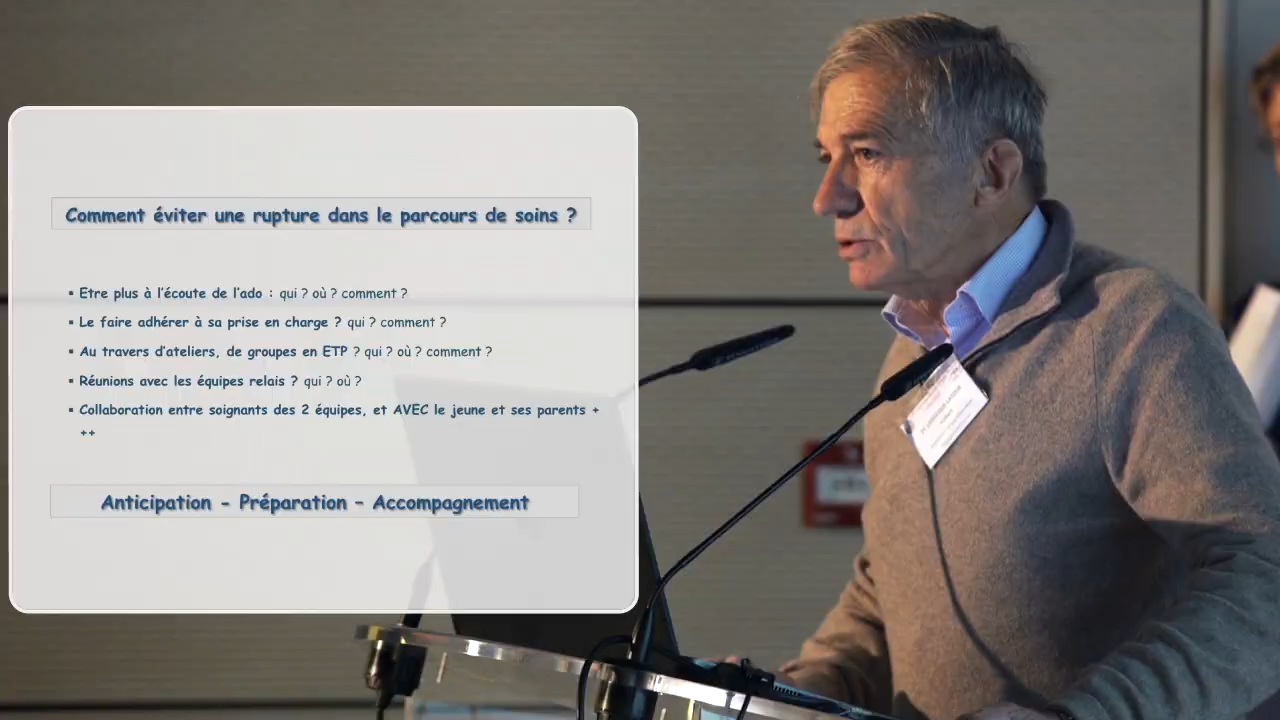 Comment éviter une rupture dans le parcours de soins ?
▪ Etre plus à l'écoute de l'ado : qui ? où ? comment ?
▪ Le faire adhérer à sa prise en charge ? qui ? comment ?
▪ Au travers d'ateliers, de groupes en ETP ? qui ? où ? comment ?
▪ Réunions avec les équipes relais ? qui ? où ?
▪ Collaboration entre soignants des 2 équipes, et AVEC le jeune et ses parents +
++
Anticipation - Préparation – Accompagnement